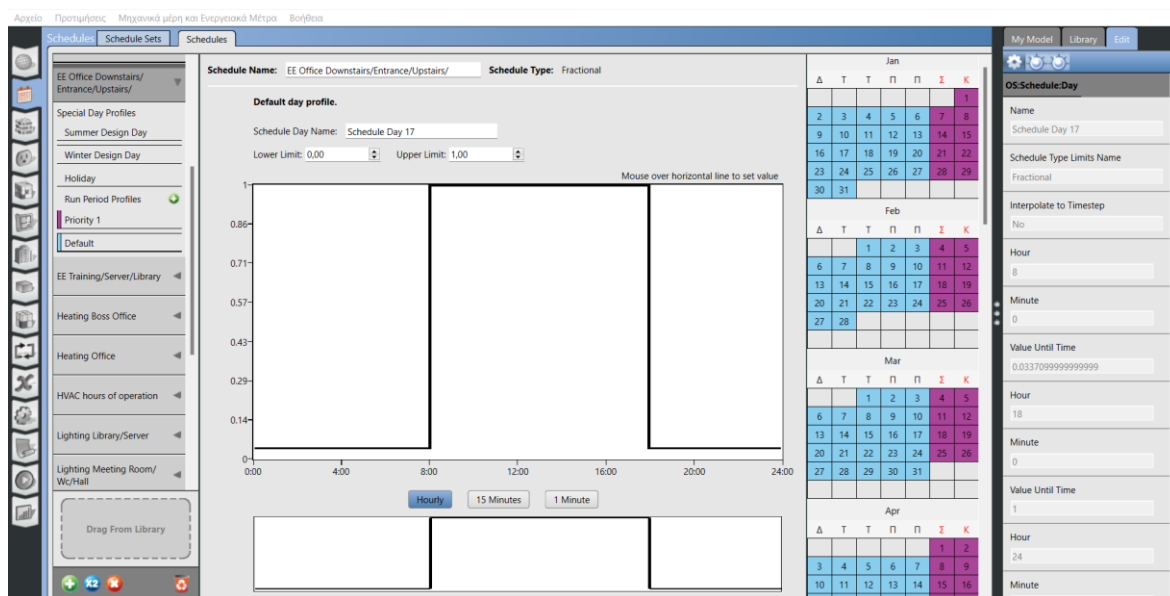 Αρχείο Προτιμήσεις Μηχανικά μέρη και Ενεργειακά Μέτρα Βοήθεια
Schedules Schedule Sets Schedules
EE Office Downstairs/
Entrance/Upstairs/
Special Day Profiles
Summer Design Day
Winter Design Day
Holiday
Run Period Profiles
Priority 1
Default
EE Training/Server/Library
Heating Boss Office
Heating Office
HVAC hours of operation
Lighting Library/Server
Lighting Meeting Room/
Wc/Hall
Drag From Library
x2
Schedule Name: EE Office Downstairs/Entrance/Upstairs/ Schedule Type: Fractional
Default day profile.
Schedule Day Name: Schedule Day 17
Lower Limit: 0,00 Upper Limit: 1,00
Mouse over horizontal line to set value
1
0.86
0.71
0.57
0.43
0.29
0.14
0
0:00 4:00 8:00 12:00 16:00 20:00 24:00
Hourly 15 Minutes 1 Minute
Jan
Δ Τ Τ Π Π Σ Κ
1
2 3 4 5 6 7 8
9 10 11 12 13 14 15
16 17 18 19 20 21 22
23 24 25 26 27 28 29
30 31
Feb
Δ Τ Τ Π Π Σ Κ
1 2 3 4 5
6 7 8 9 10 11 12
13 14 15 16 17 18 19
20 21 22 23 24 25 26
27 28
Mar
Δ Τ Τ Π Π Σ Κ
1 2 3 4 5
6 7 8 9 10 11 12
13 14 15 16 17 18 19
20 21 22 23 24 25 26
27 28 29 30 31
Apr
Δ Τ Τ Π Π Σ Κ
1 2
3 4 5 6 7 8 9
10 11 12 13 14 15 16
My Model Library Edit
OS:Schedule:Day
Name
Schedule Day 17
Schedule Type Limits Name
Fractional
Interpolate to Timestep
No
Hour
8
Minute
0
Value Until Time
0.0337099999999999
Hour
18
Minute
0
Value Until Time
1
Hour
24
Minute